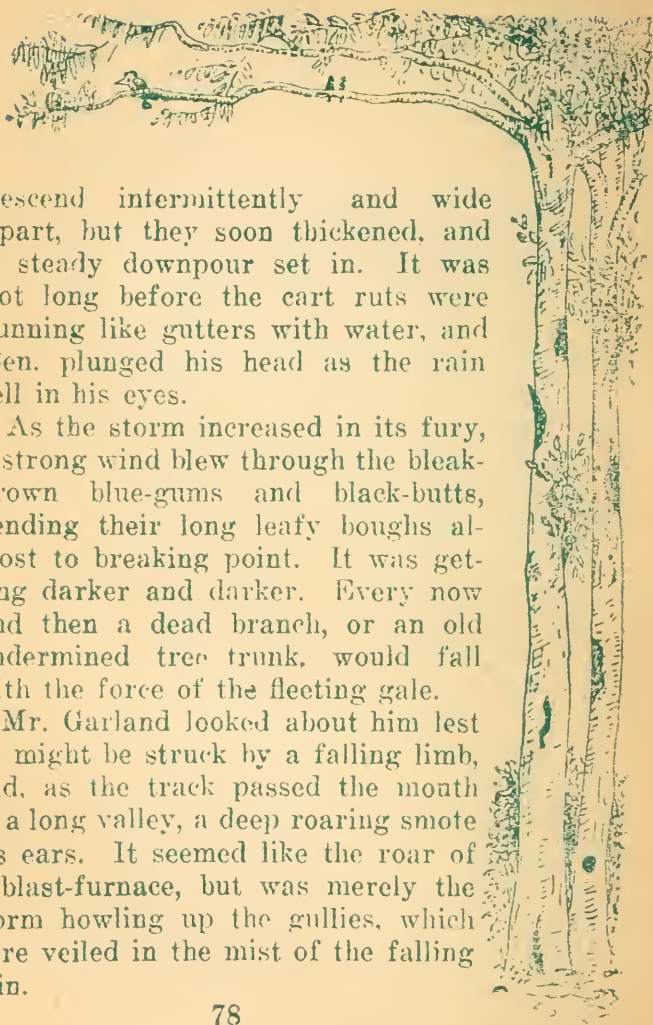 escend intermittently and wide
part, but they soon thickened, and
steady downpour set in. It was
ot long before the cart ruts were
unning like gutters with water, and
en. plunged his head as the rain
ell in his eyes.
As the storm increased in its fury,
strong wind blew through the bleak-
rown blue-gums and black-butts,
ending their long leafy boughs al-
ost to breaking point. It was get-
ng darker and darker. Every now
nd then a dead branch, or an old
ndermined tree trunk, would fall
ith the force of the fleeting gale.
Mr. Garland looked about him lest
might be struck by a falling limb,
d, as the track passed the mouth
a long valley, a deep roaring smote
s ears. It seemed like the roar of
blast-furnace, but was merely the
orm howling up the gullies, which
re veiled in the mist of the falling
in.
78